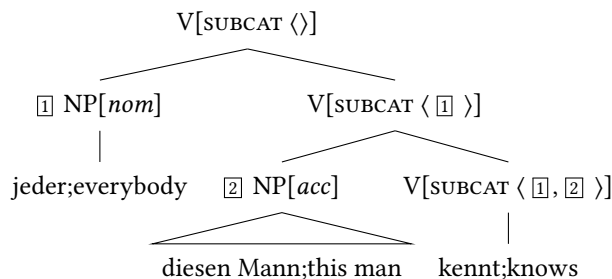 V[SUBCAT ⟨⟩]
1 NP[nom] V[SUBCAT ⟨ 1 ⟩]
jeder;everybody 2 NP[acc] V[SUBCAT ⟨ 1, 2 ⟩]
diesen Mann;this man kennt;knows